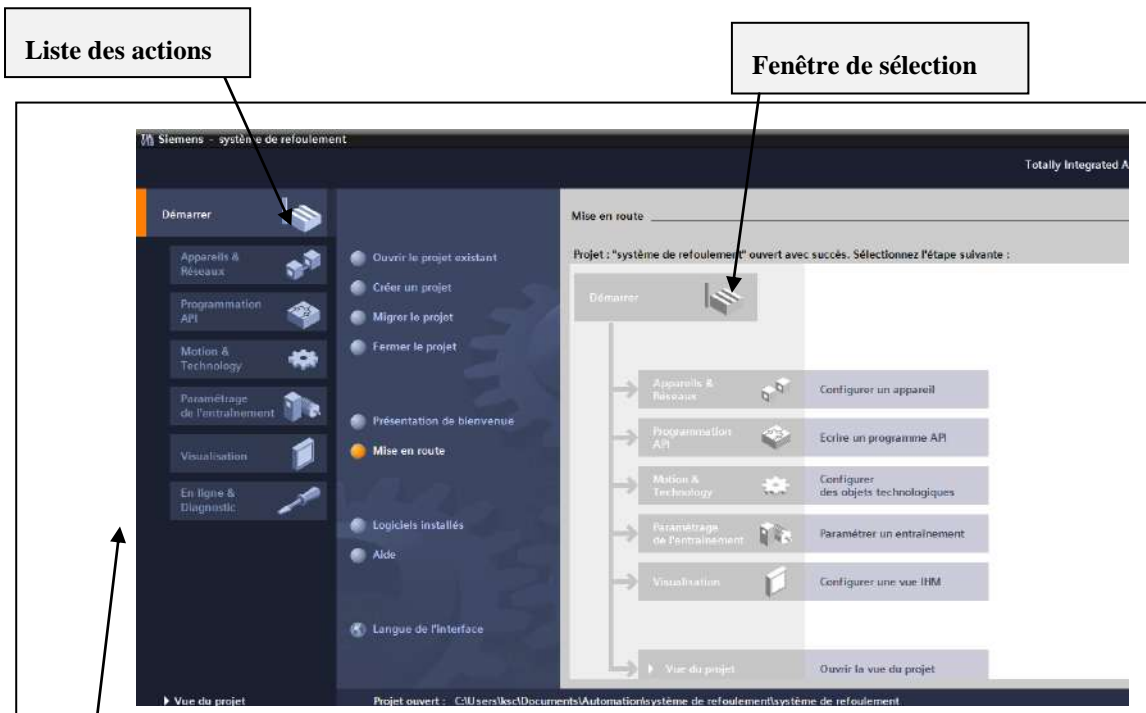 Liste des actions
Fenêtre de sélection
Siemens - système de refoulement
Totally Integrated A
Démarrer
Appareils &
Réseaux
Programmation
API
Motion &
Technology
Paramétrage
de l'entraînement
Visualisation
En ligne &
Diagnostic
Ouvrir le projet existant
Créer un projet
Migrer le projet
Fermer le projet
Présentation de bienvenue
Mise en route
Logiciels installés
Aide
Langue de l'interface
Mise en route
Projet : "système de refoulement" ouvert avec succès. Sélectionnez l'étape suivante :
Démarrer
Appareils &
Réseaux
Configurer un appareil
Programmation
API
Ecrire un programme API
Motion &
Technology
Configurer
des objets technologiques
Paramétrage
de l'entraînement
Paramétrer un entraînement
Visualisation
Configurer une vue IHM
Vue du projet
Ouvrir la vue du projet
Vue du projet
Projet ouvert : C:\Users\ksc\Documents\Automation\système de refoulement\système de refoulement